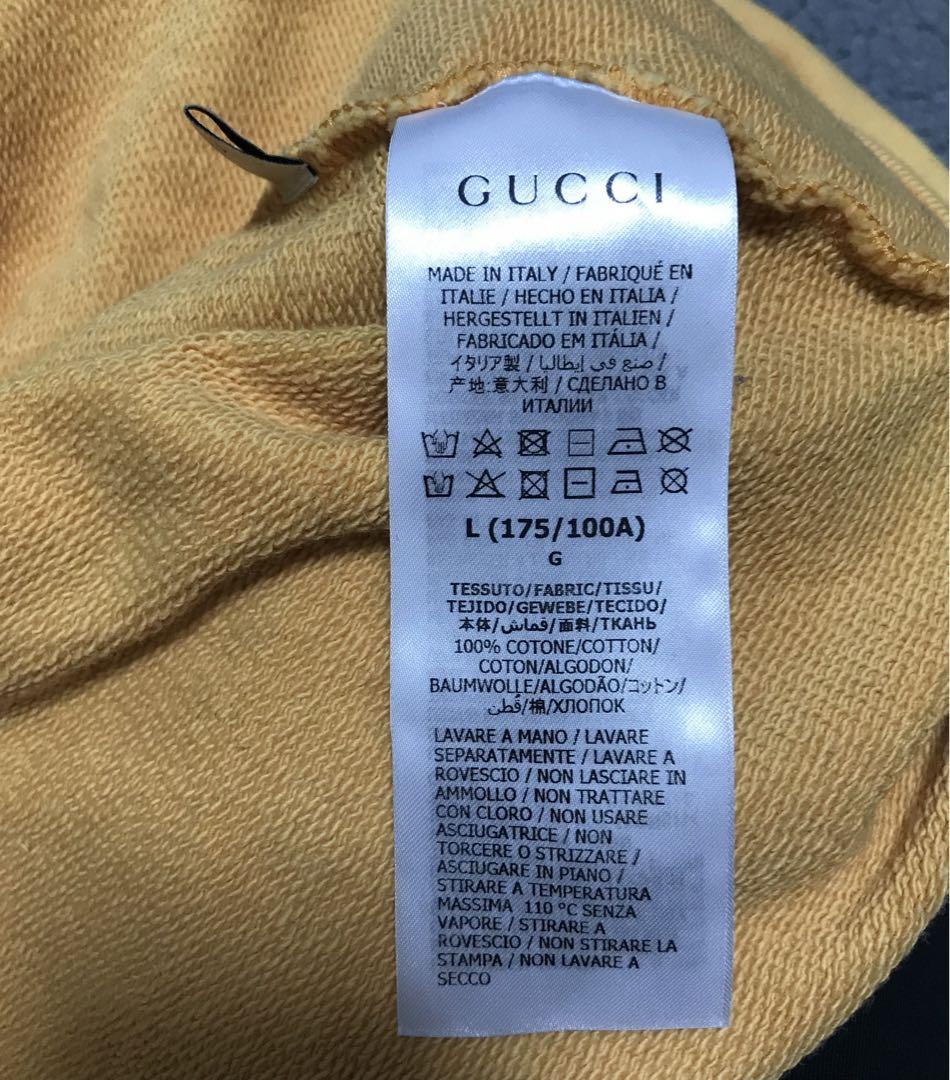 GUCCI
MADE IN ITALY / FABRIQUÉ EN
ITALIE / HECHO EN ITALIA /
HERGESTELLT IN ITALIEN /
FABRICADO EM ITÁLIA /
イタリア製 / صنع في إيطاليا /
产地:意大利 / СДЕЛАНО В
ИТАЛИИ
L (175/100A)
G
TESSUTO/FABRIC/TISSU/
TEJIDO/GEWEBE/TECIDO/
本体/قماش/面料/ТКАНЬ
100% COTONE/COTTON/
COTON/ALGODON/
BAUMWOLLE/ALGODÃO/コットン/
قُطن/棉/ХЛОПОК
LAVARE A MANO / LAVARE
SEPARATAMENTE / LAVARE A
ROVESCIO / NON LASCIARE IN
AMMOLLO / NON TRATTARE
CON CLORO / NON USARE
ASCIUGATRICE / NON
TORCERE O STRIZZARE /
ASCIUGARE IN PIANO /
STIRARE A TEMPERATURA
MASSIMA 110 °C SENZA
VAPORE / STIRARE A
ROVESCIO / NON STIRARE LA
STAMPA / NON LAVARE A
SECCO